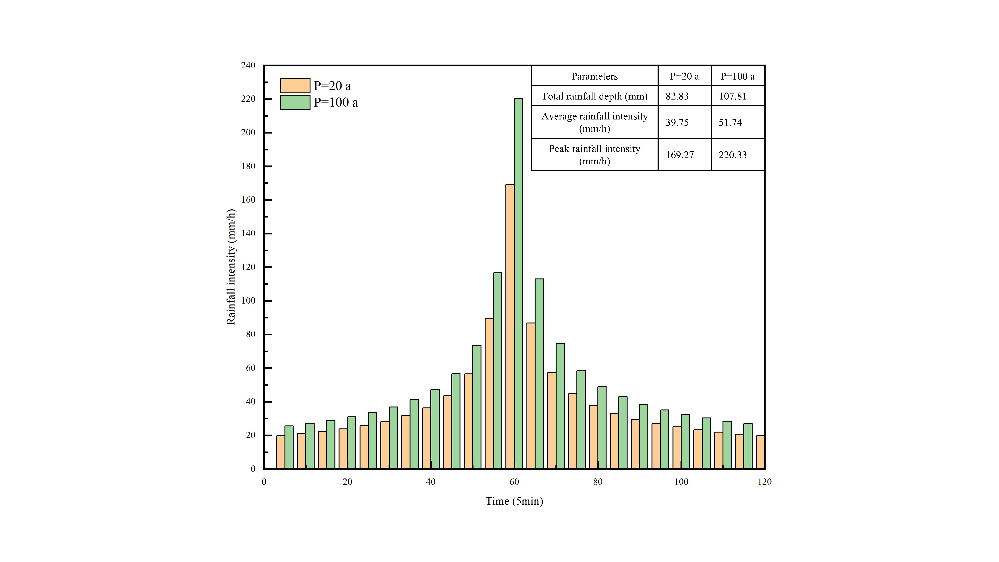 P=20 a
P=100 a
Parameters P=20 a P=100 a
Total rainfall depth (mm) 82.83 107.81
Average rainfall intensity
(mm/h) 39.75 51.74
Peak rainfall intensity
(mm/h) 169.27 220.33
Rainfall intensity (mm/h)
240
220
200
180
160
140
120
100
80
60
40
20
0
0 20 40 60 80 100 120
Time (5min)